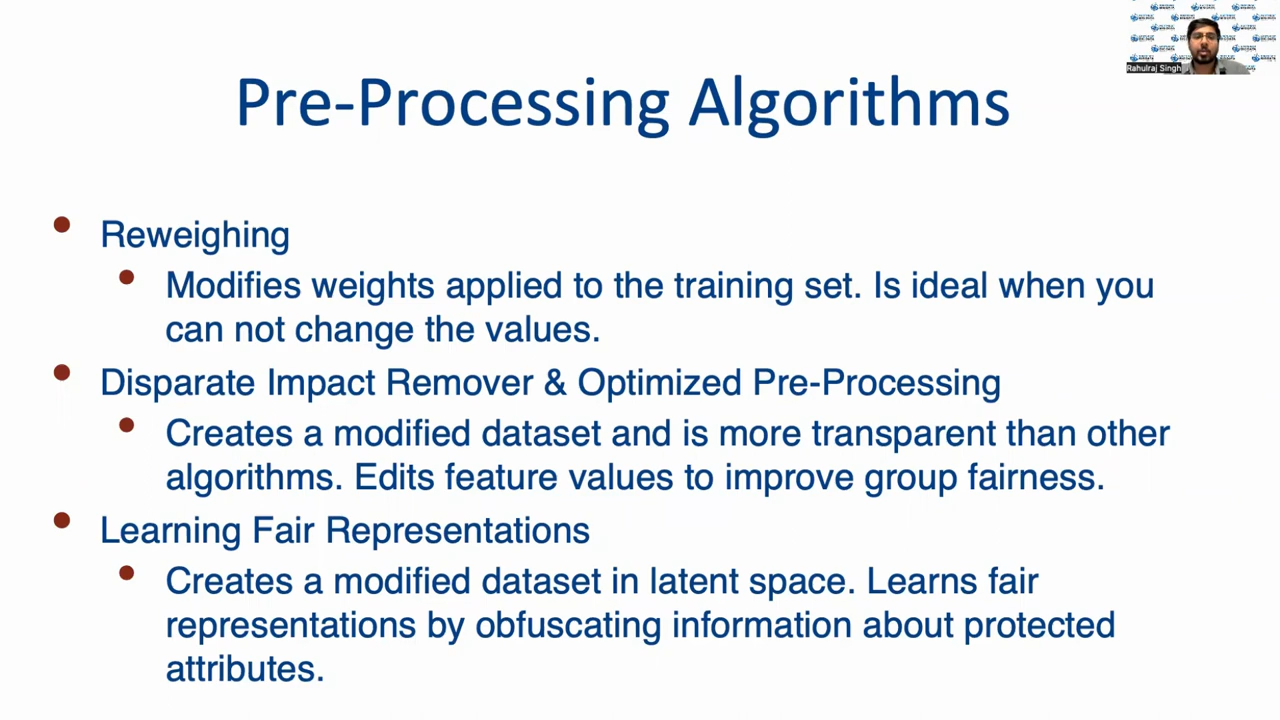 Rahulraj Singh
Pre-Processing Algorithms
• Reweighing
• Modifies weights applied to the training set. Is ideal when you
can not change the values.
• Disparate Impact Remover & Optimized Pre-Processing
• Creates a modified dataset and is more transparent than other
algorithms. Edits feature values to improve group fairness.
• Learning Fair Representations
• Creates a modified dataset in latent space. Learns fair
representations by obfuscating information about protected
attributes.